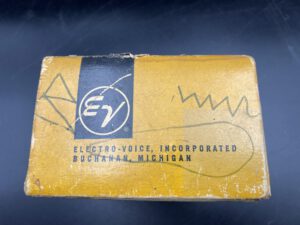 EV
®
ELECTRO-VOICE, INCORPORATED
BUCHANAN, MICHIGAN